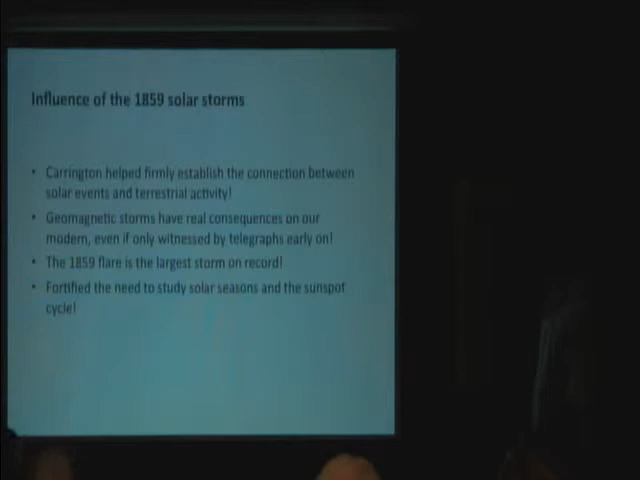 Influence of the 1859 solar storms
• Carrington helped firmly establish the connection between
solar events and terrestrial activity!
• Geomagnetic storms have real consequences on our
modern, even if only witnessed by telegraphs early on!
• The 1859 flare is the largest storm on record!
• Fortified the need to study solar seasons and the sunspot
cycle!